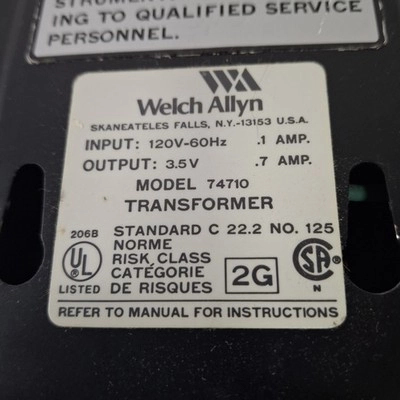 ING TO QUALIFIED SERVICE
PERSONNEL.
WA
Welch Allyn
SKANEATELES FALLS, N.Y.-13153 U.S.A.
INPUT: 120V-60Hz .1 AMP.
OUTPUT: 3.5V .7 AMP.
MODEL 74710
TRANSFORMER
206B STANDARD C 22.2 NO. 125
NORME
RISK CLASS
CATÉGORIE
DE RISQUES
2G
UL
LISTED
SA
N
REFER TO MANUAL FOR INSTRUCTIONS